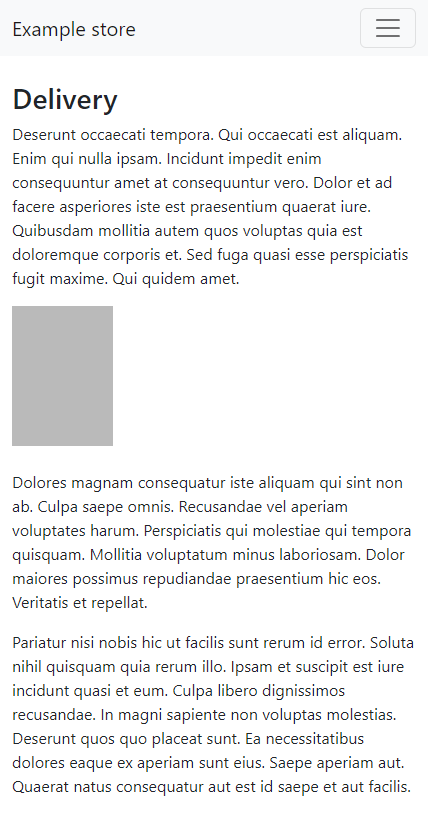 Example store
Delivery
Deserunt occaecati tempora. Qui occaecati est aliquam.
Enim qui nulla ipsam. Incidunt impedit enim
consequuntur amet at consequuntur vero. Dolor et ad
facere asperiores iste est praesentium quaerat iure.
Quibusdam mollitia autem quos voluptas quia est
doloremque corporis et. Sed fuga quasi esse perspiciatis
fugit maxime. Qui quidem amet.
Dolores magnam consequatur iste aliquam qui sint non
ab. Culpa saepe omnis. Recusandae vel aperiam
voluptates harum. Perspiciatis qui molestiae qui tempora
quisquam. Mollitia voluptatum minus laboriosam. Dolor
maiores possimus repudiandae praesentium hic eos.
Veritatis et repellat.
Pariatur nisi nobis hic ut facilis sunt rerum id error. Soluta
nihil quisquam quia rerum illo. Ipsam et suscipit est iure
incidunt quasi et eum. Culpa libero dignissimos
recusandae. In magni sapiente non voluptas molestias.
Deserunt quos quo placeat sunt. Ea necessitatibus
dolores eaque ex aperiam sunt eius. Saepe aperiam aut.
Quaerat natus consequatur aut est id saepe et aut facilis.